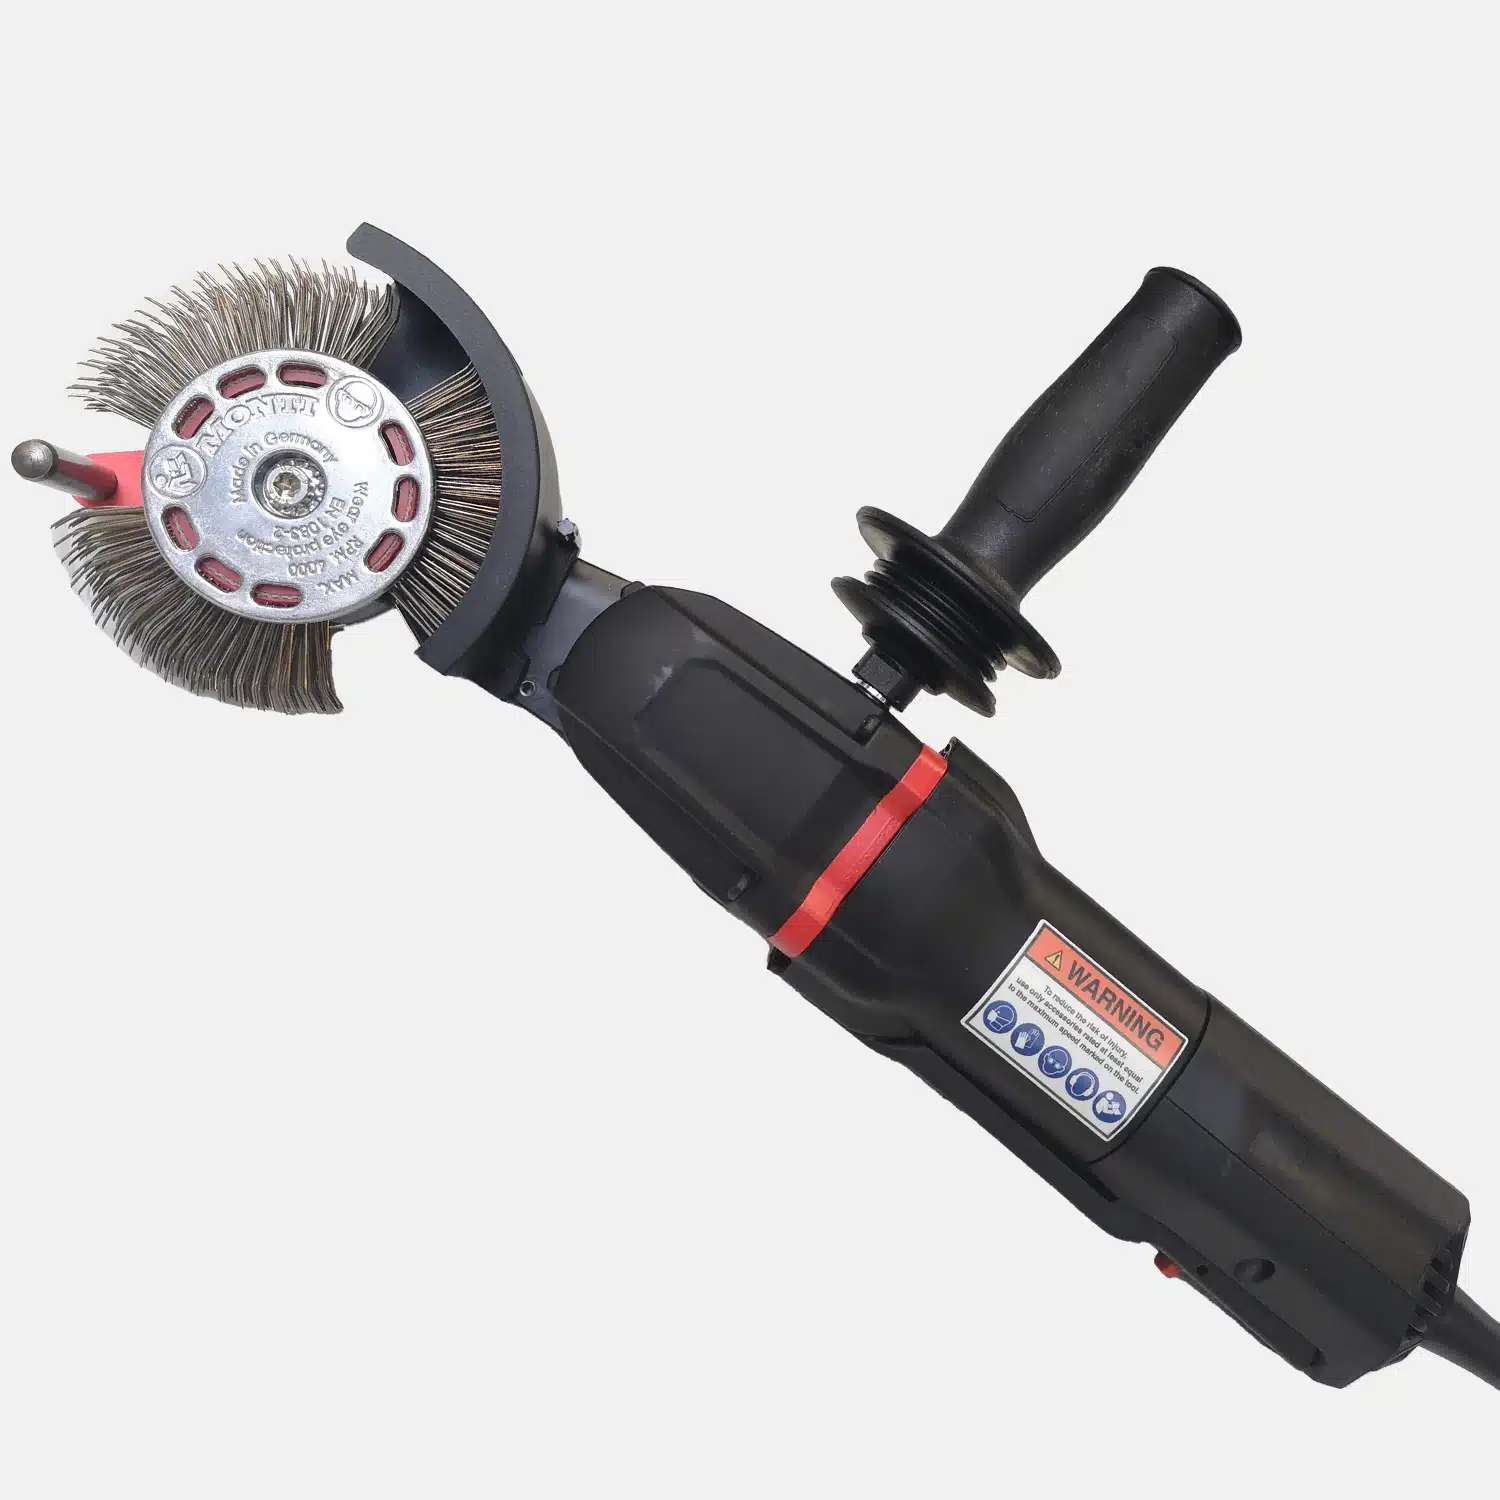 MONTI
Made in Germany
Wear eye protection
EN 1083-2
MAX. RPM 4000
WARNING
To reduce the risk of injury,
use only accessories rated at least equal
to the maximum speed marked on the tool.